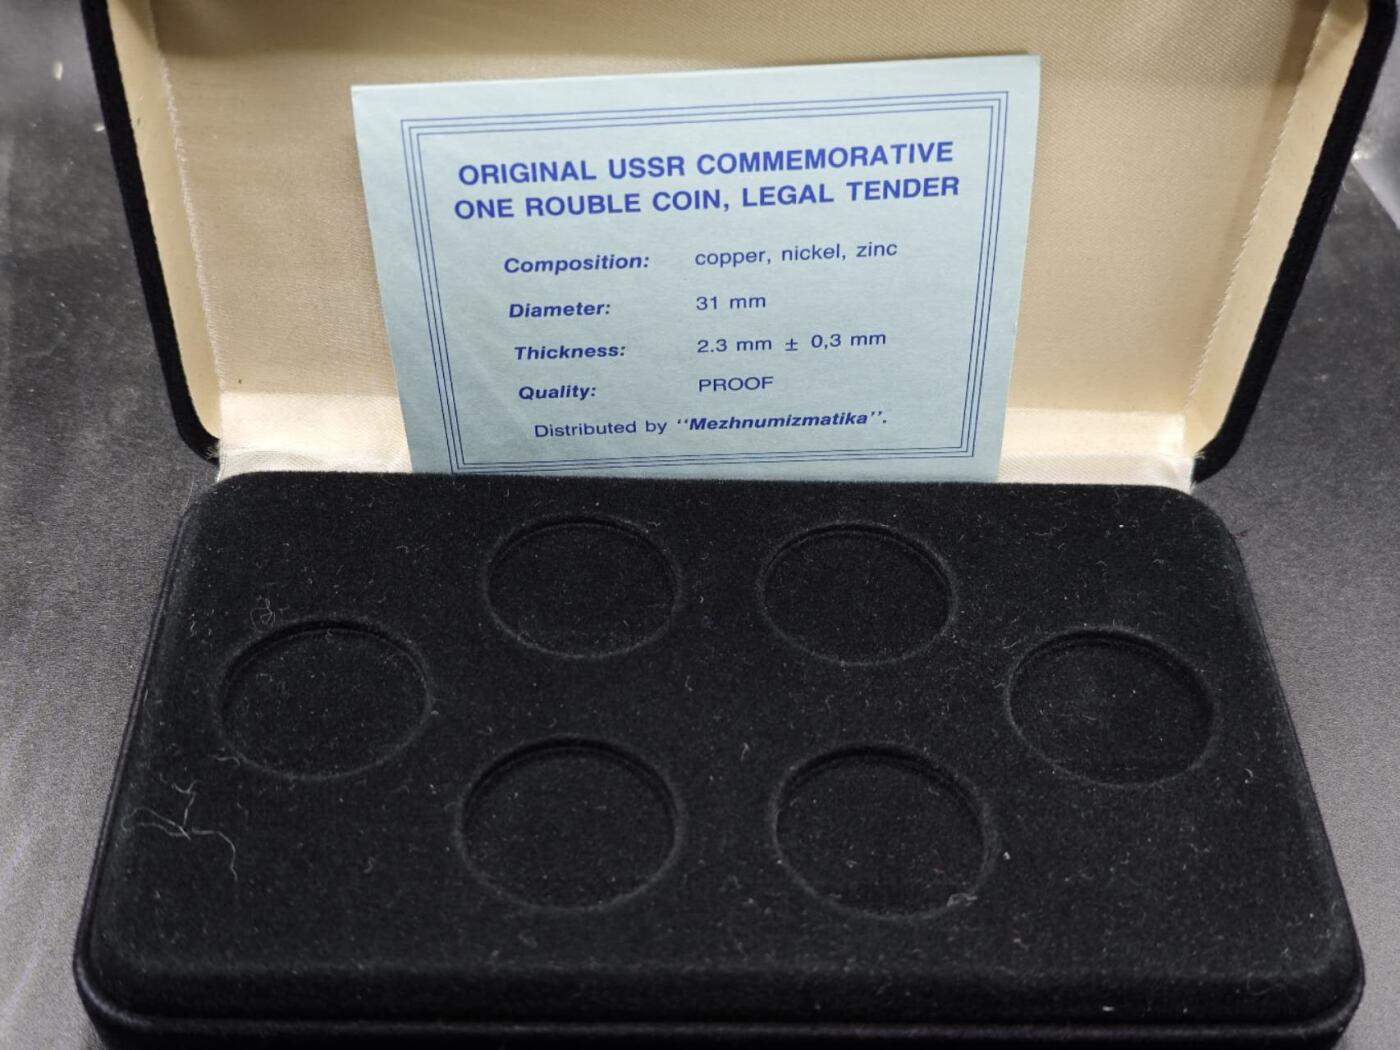 ORIGINAL USSR COMMEMORATIVE
ONE ROUBLE COIN, LEGAL TENDER
Composition: copper, nickel, zinc
Diameter: 31 mm
Thickness: 2.3 mm ± 0,3 mm
Quality: PROOF
Distributed by ‘‘Mezhnumizmatika’’.